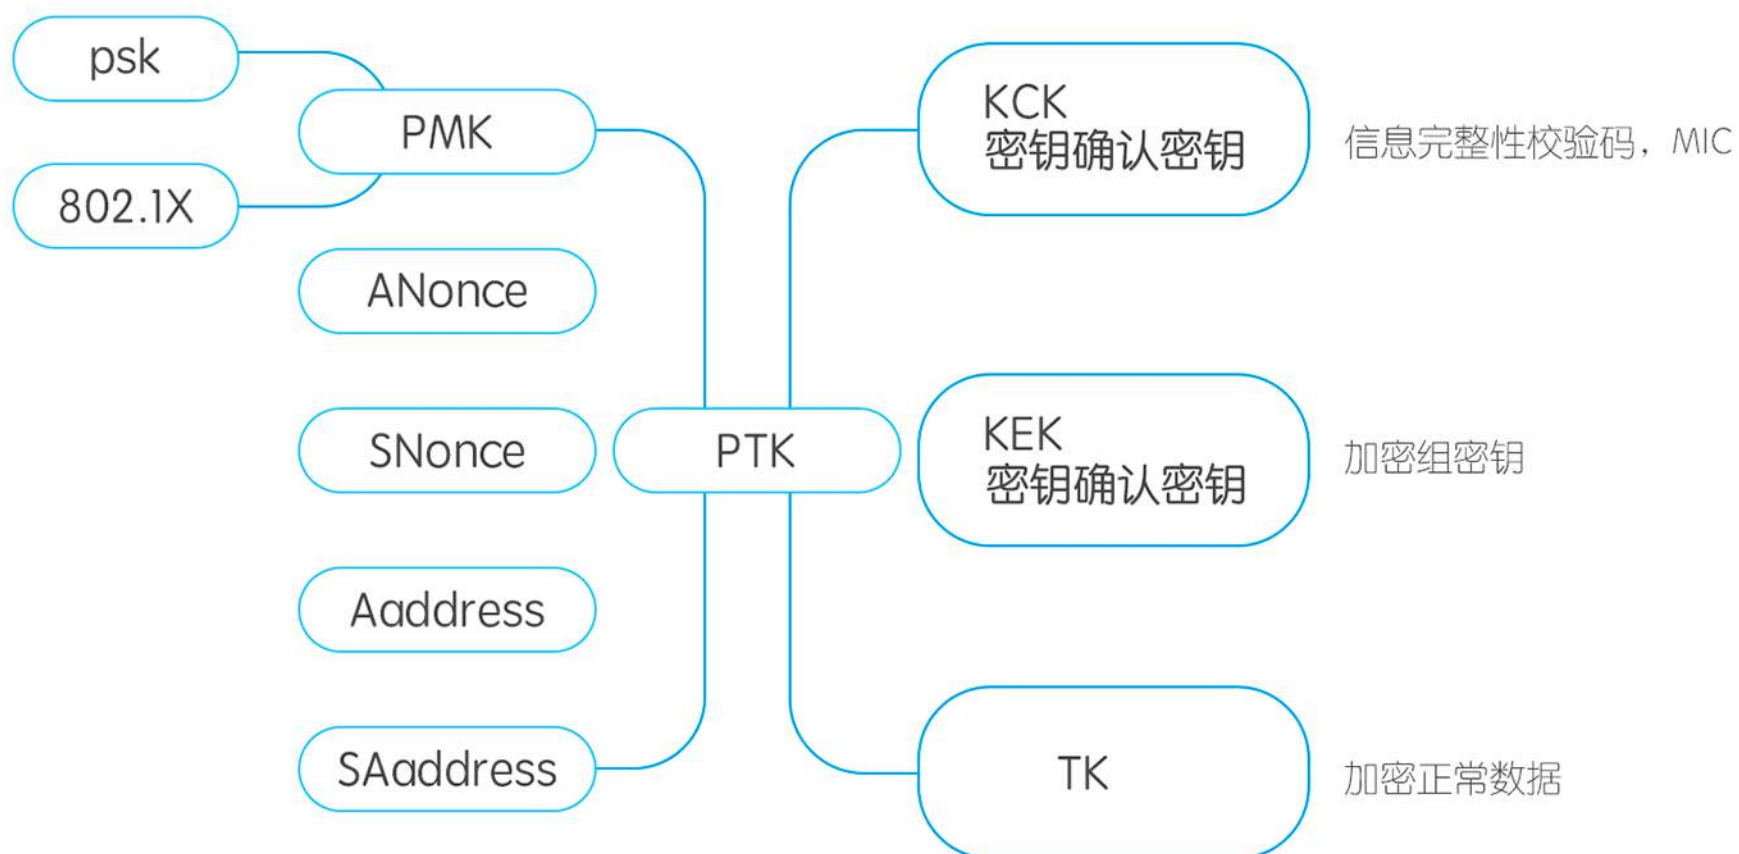 psk
PMK
802.1X
ANonce
SNonce
Aaddress
SAaddress
PTK
KCK
密钥确认密钥
信息完整性校验码，MIC
KEK
密钥确认密钥
加密组密钥
TK
加密正常数据